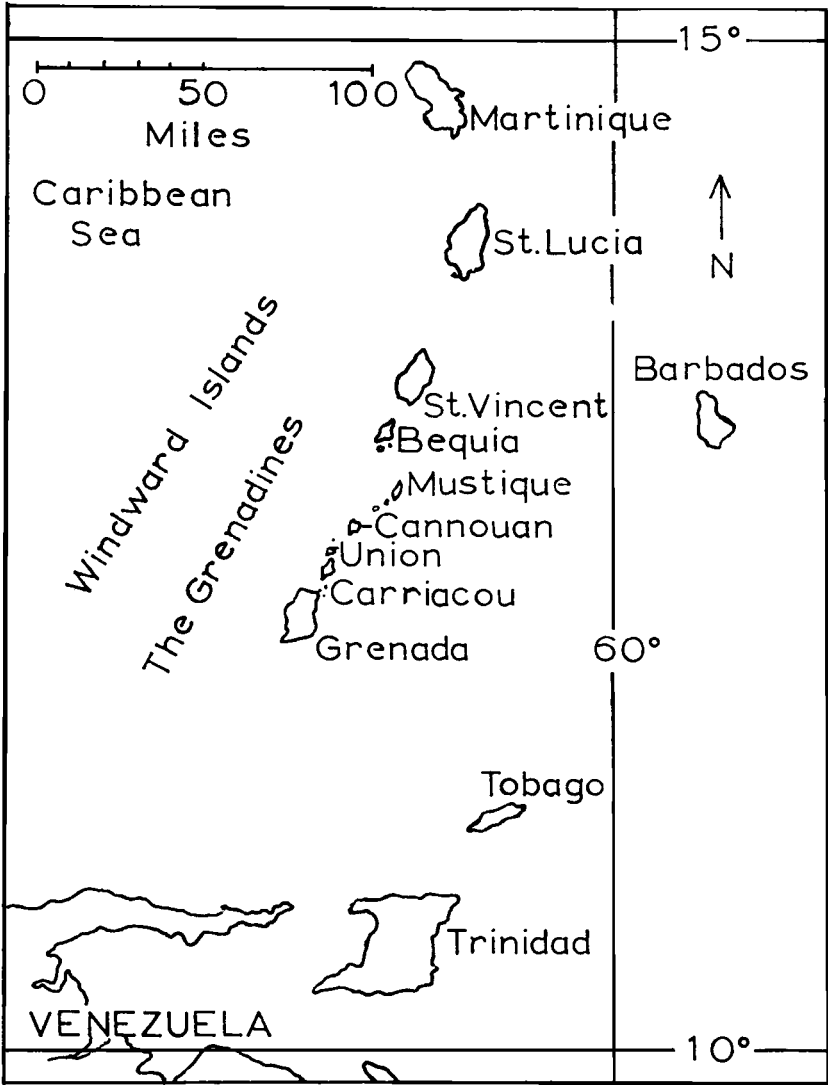 15°
0 50 100
Miles
Martinique
Caribbean
Sea
St.Lucia
N
Windward Islands
The Grenadines
Barbados
St.Vincent
Bequia
Mustique
Cannouan
Union
Carriacou
Grenada
60°
Tobago
Trinidad
VENEZUELA
10°